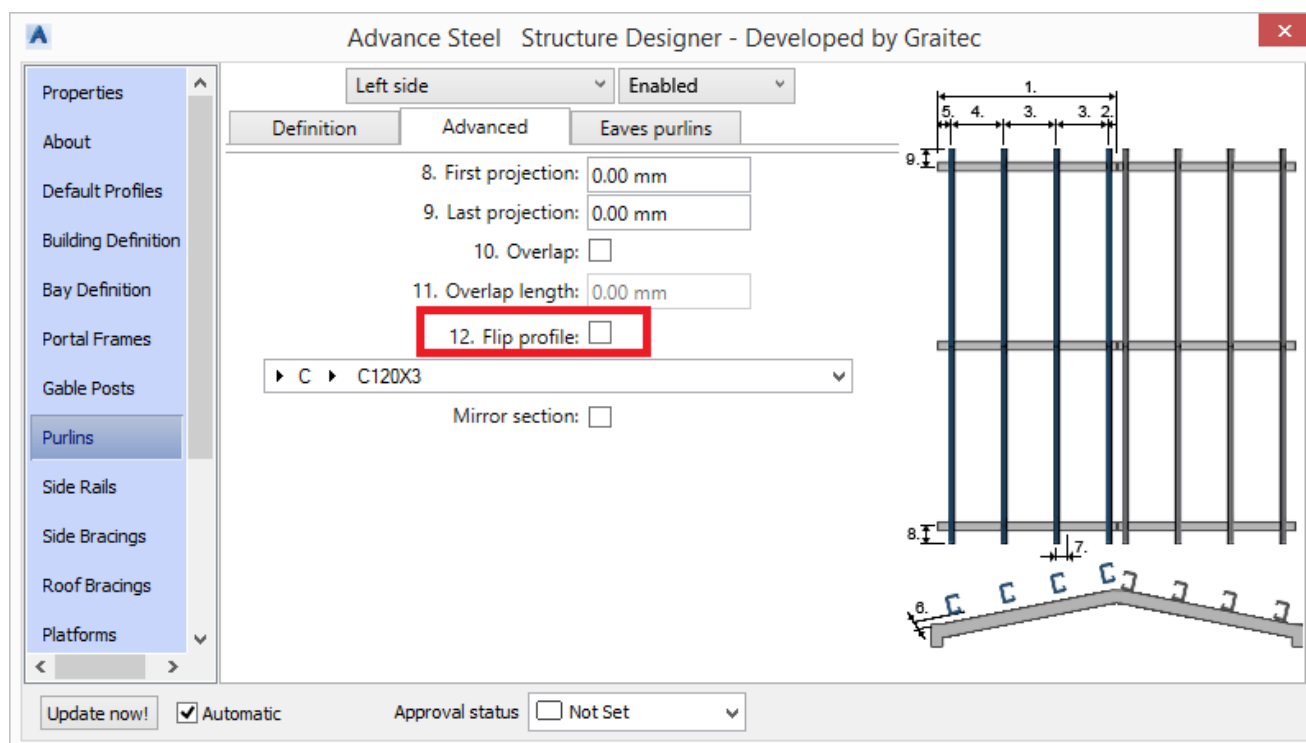 Advance Steel   Structure Designer - Developed by Graitec
Properties
About
Default Profiles
Building Definition
Bay Definition
Portal Frames
Gable Posts
Purlins
Side Rails
Side Bracings
Roof Bracings
Platforms
Left side   Enabled
Definition   Advanced   Eaves purlins
8. First projection: 0.00 mm
9. Last projection: 0.00 mm
10. Overlap:
11. Overlap length: 0.00 mm
12. Flip profile:
C   C120X3
Mirror section:
1.
5. 4. 3. 3. 2.
9.
8.
7.
6.
Update now!   Automatic   Approval status   Not Set